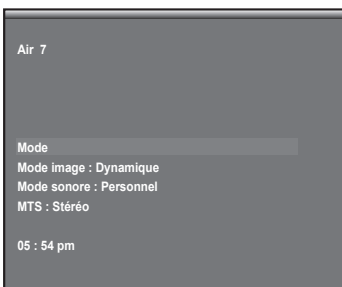 Air 7
Mode
Mode image : Dynamique
Mode sonore : Personnel
MTS : Stéréo
05 : 54 pm